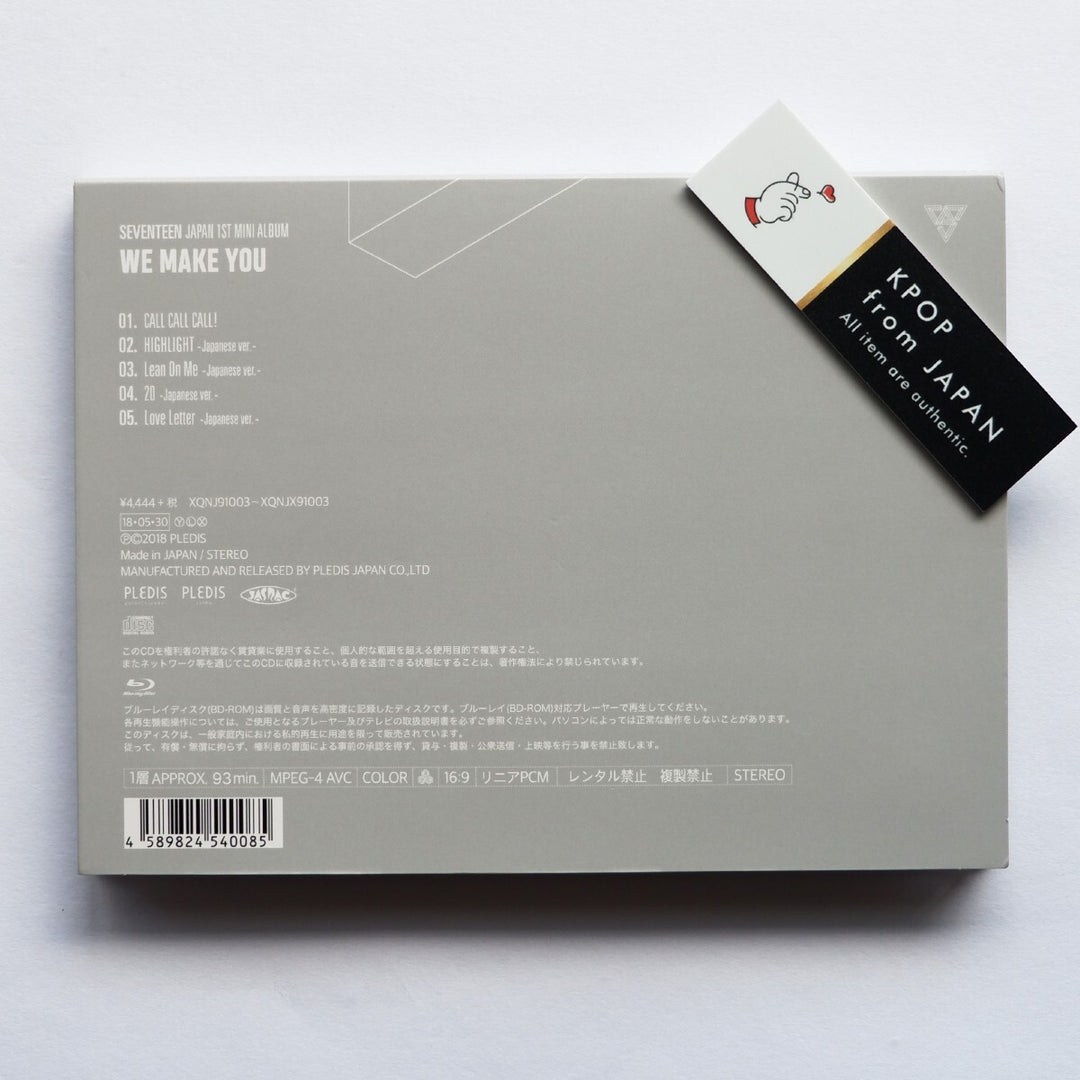 SEVENTEEN JAPAN 1ST MINI ALBUM
WE MAKE YOU
01. CALL CALL CALL!
02. HIGHLIGHT -Japanese ver.-
03. Lean On Me -Japanese ver.-
04. 20 -Japanese ver.-
05. Love Letter -Japanese ver.-
¥4,444+税 XQNJ91003~XQNJX91003
18・05・30 Ⓨ Ⓛ Ⓧ
Ⓟ©2018 PLEDIS
Made in JAPAN / STEREO
MANUFACTURED AND RELEASED BY PLEDIS JAPAN CO.,LTD
PLEDIS PLEDIS JASRAC
COMPACT disc DIGITAL AUDIO
このCDを権利者の許諾なく賃貸業に使用すること、個人的な範囲を超える使用目的で複製すること、
またネットワーク等を通じてこのCDに収録されている音を送信できる状態にすることは、著作権法により禁じられています。
Blu-ray Disc
ブルーレイディスク(BD-ROM)は画質と音声を高密度に記録したディスクです。ブルーレイ(BD-ROM)対応プレーヤーで再生してください。
各再生機能操作については、ご使用となるプレーヤー及びテレビの取扱説明書を必ずご参照ください。パソコンによっては正常な動作をしないことがあります。
このディスクは、一般家庭内における私的再生に用途を限って販売されています。
従って、有償・無償に拘らず、権利者の書面による事前の承認を得ず、貸与・複製・公衆送信・上映等を行う事を禁止致します。
1層 APPROX. 93 min. MPEG-4 AVC COLOR 16:9 リニアPCM レンタル禁止 複製禁止 STEREO
4 589824 540085
KPOP
from JAPAN
All item are authentic.